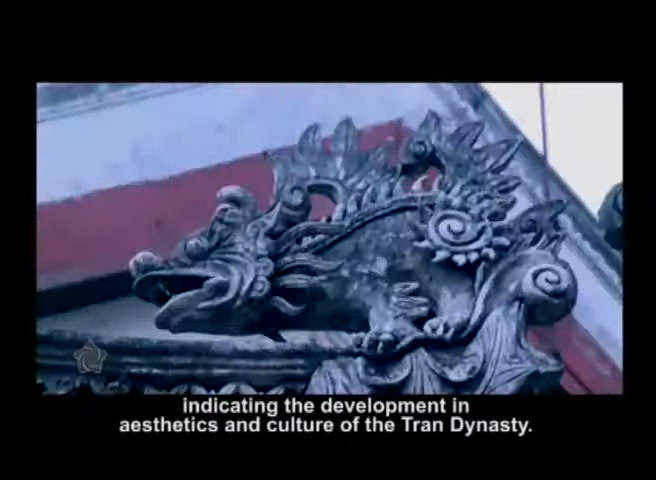 indicating the development in
aesthetics and culture of the Tran Dynasty.